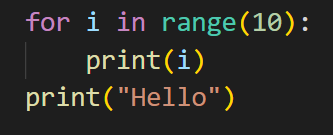 for i in range(10):
    print(i)
print("Hello")